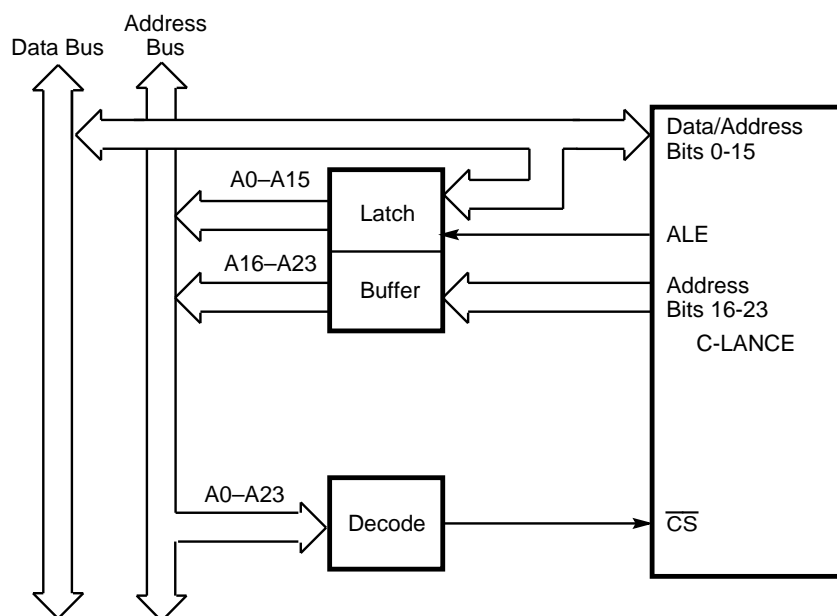 Address
Bus
Data Bus
Data/Address
Bits 0-15
A0–A15
Latch
ALE
A16–A23
Buffer
Address
Bits 16-23
C-LANCE
A0–A23
Decode
CS